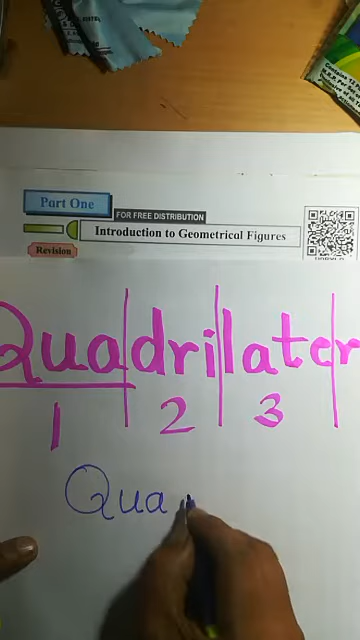 Part One
FOR FREE DISTRIBUTION
Introduction to Geometrical Figures
Revision
Quadrilater
1 2 3
Qua